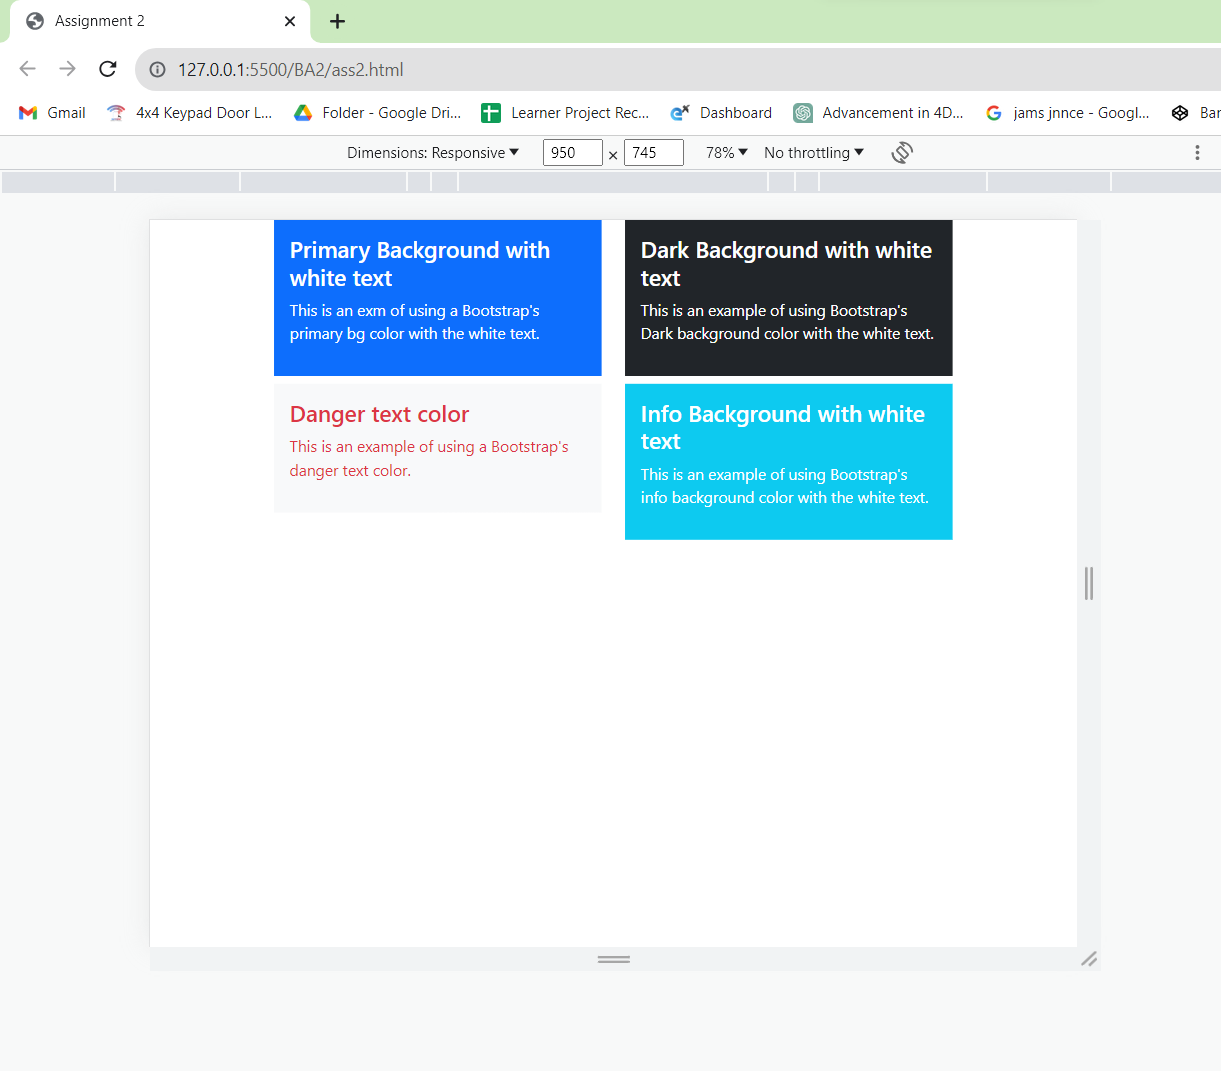 Assignment 2
127.0.0.1:5500/BA2/ass2.html
Gmail
4x4 Keypad Door L...
Folder - Google Dri...
Learner Project Rec...
Dashboard
Advancement in 4D...
jams jnnce - Googl...
Bar
Dimensions: Responsive
950 × 745
78%
No throttling
Primary Background with
white text
This is an exm of using a Bootstrap's
primary bg color with the white text.
Dark Background with white
text
This is an example of using Bootstrap's
Dark background color with the white text.
Danger text color
This is an example of using a Bootstrap's
danger text color.
Info Background with white
text
This is an example of using Bootstrap's
info background color with the white text.